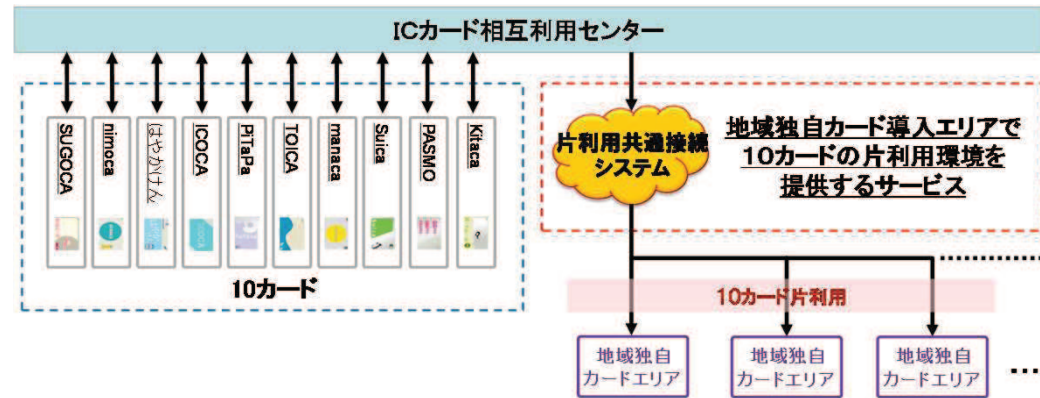 ICカード相互利用センター
SUGOCA
nimoca
はやかけん
ICOCA
PiTaPa
TOICA
manaca
Suica
PASMO
Kitaca
10カード
片利用共通接続
システム
地域独自カード導入エリアで
10カードの片利用環境を
提供するサービス
10カード片利用
地域独自
カードエリア
地域独自
カードエリア
地域独自
カードエリア
…